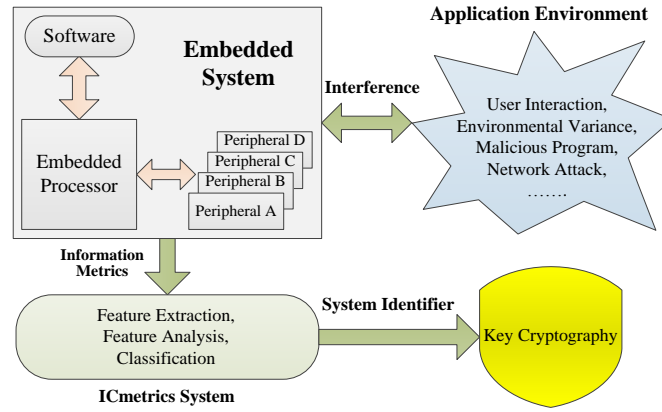 Software
Embedded
System
Embedded
Processor
Peripheral D
Peripheral C
Peripheral B
Peripheral A
Interference
Application Environment
User Interaction,
Environmental Variance,
Malicious Program,
Network Attack,
…….
Information
Metrics
Feature Extraction,
Feature Analysis,
Classification
ICmetrics System
System Identifier
Key Cryptography